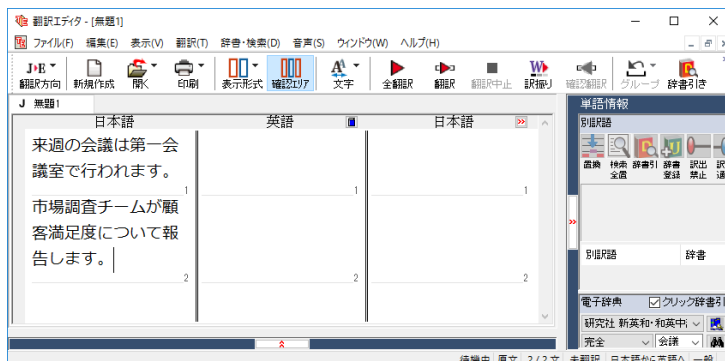 翻訳エディタ - [無題1]
ファイル(F) 編集(E) 表示(V) 翻訳(T) 辞書・検索(D) 音声(S) ウィンドウ(W) ヘルプ(H)
J▸E
翻訳方向 新規作成 開く 印刷 表示形式 確認エリア 文字 全翻訳 翻訳 翻訳中止 訳振り 確認翻訳 グループ 辞書引き
J 無題1
日本語 英語 日本語
来週の会議は第一会
議室で行われます。
1 1 1
市場調査チームが顧
客満足度について報
告します。
2 2 2
単語情報
別訳語
置換 検索 辞書引 辞書 訳出
全置 登録 禁止
別訳語 辞書
電子辞典 クリック辞書引
研究社 新英和・和英中
完全 会議
待機中 原文 2/2文 未翻訳 日本語から英語へ 一般